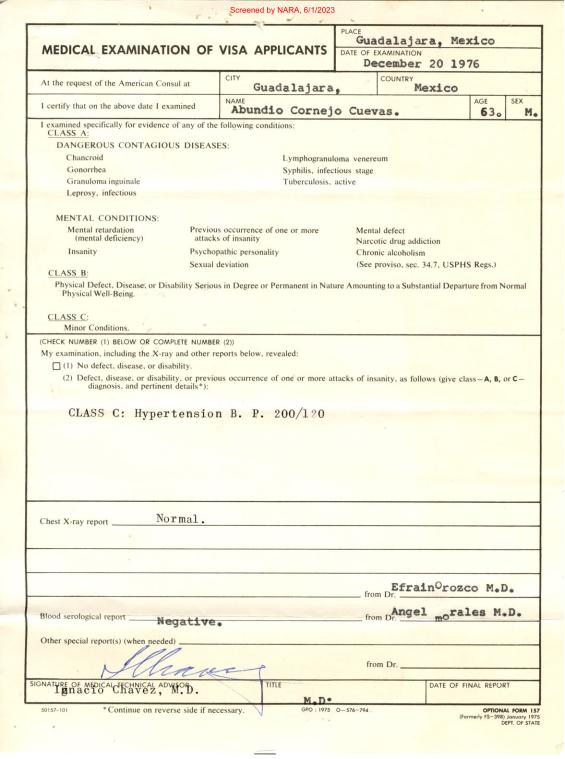 Screened by NARA, 6/1/2023
MEDICAL EXAMINATION OF VISA APPLICANTS
PLACE
Guadalajara, Mexico
DATE OF EXAMINATION
December 20 1976
At the request of the American Consul at
CITY
Guadalajara,
COUNTRY
Mexico
I certify that on the above date I examined
NAME
Abundio Cornejo Cuevas.
AGE
63.
SEX
M.
I examined specifically for evidence of any of the following conditions:
CLASS A:
DANGEROUS CONTAGIOUS DISEASES:
Chancroid
Gonorrhea
Granuloma inguinale
Leprosy, infectious
Lymphogranuloma venereum
Syphilis, infectious stage
Tuberculosis, active
MENTAL CONDITIONS:
Mental retardation
(mental deficiency)
Insanity
Previous occurrence of one or more
attacks of insanity
Psychopathic personality
Sexual deviation
Mental defect
Narcotic drug addiction
Chronic alcoholism
(See proviso, sec. 34.7, USPHS Regs.)
CLASS B:
Physical Defect, Disease, or Disability Serious in Degree or Permanent in Nature Amounting to a Substantial Departure from Normal
Physical Well-Being.
CLASS C:
Minor Conditions.
(CHECK NUMBER (1) BELOW OR COMPLETE NUMBER (2))
My examination, including the X-ray and other reports below, revealed:
(1) No defect, disease, or disability.
(2) Defect, disease, or disability, or previous occurrence of one or more attacks of insanity, as follows (give class—A, B, or C—
diagnosis, and pertinent details*):
CLASS C: Hypertension B. P. 200/120
Chest X-ray report Normal.
from Dr. Efrain Orozco M.D.
Blood serological report Negative.
from Dr. Angel morales M.D.
Other special report(s) (when needed)
from Dr.
SIGNATURE OF MEDICAL TECHNICAL ADVISOR
Ignacio Chavez, M.D.
TITLE
M.D.
DATE OF FINAL REPORT
50157-101
*Continue on reverse side if necessary.
GPO : 1975 O-576-794
OPTIONAL FORM 157
(Formerly FS-398) January 1975
DEPT. OF STATE